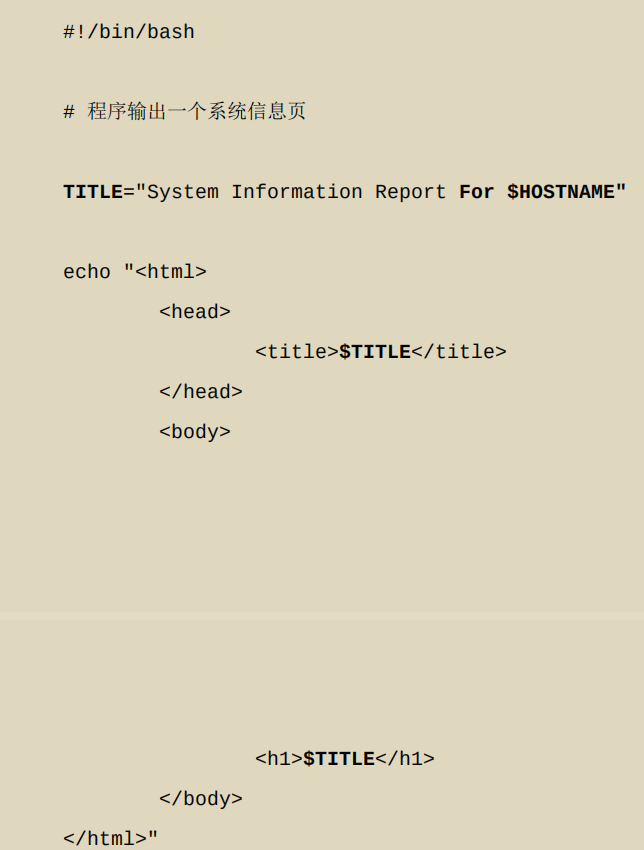 #!/bin/bash
# 程序输出一个系统信息页
TITLE="System Information Report For $HOSTNAME"
echo "<html>
<head>
<title>$TITLE</title>
</head>
<body>
<h1>$TITLE</h1>
</body>
</html>"